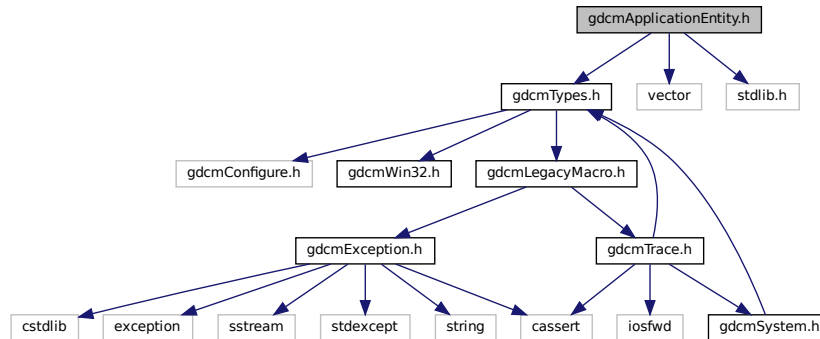 gdcmApplicationEntity.h
gdcmTypes.h
vector
stdlib.h
gdcmConfigure.h
gdcmWin32.h
gdcmLegacyMacro.h
gdcmException.h
gdcmTrace.h
cstdlib
exception
sstream
stdexcept
string
cassert
iosfwd
gdcmSystem.h